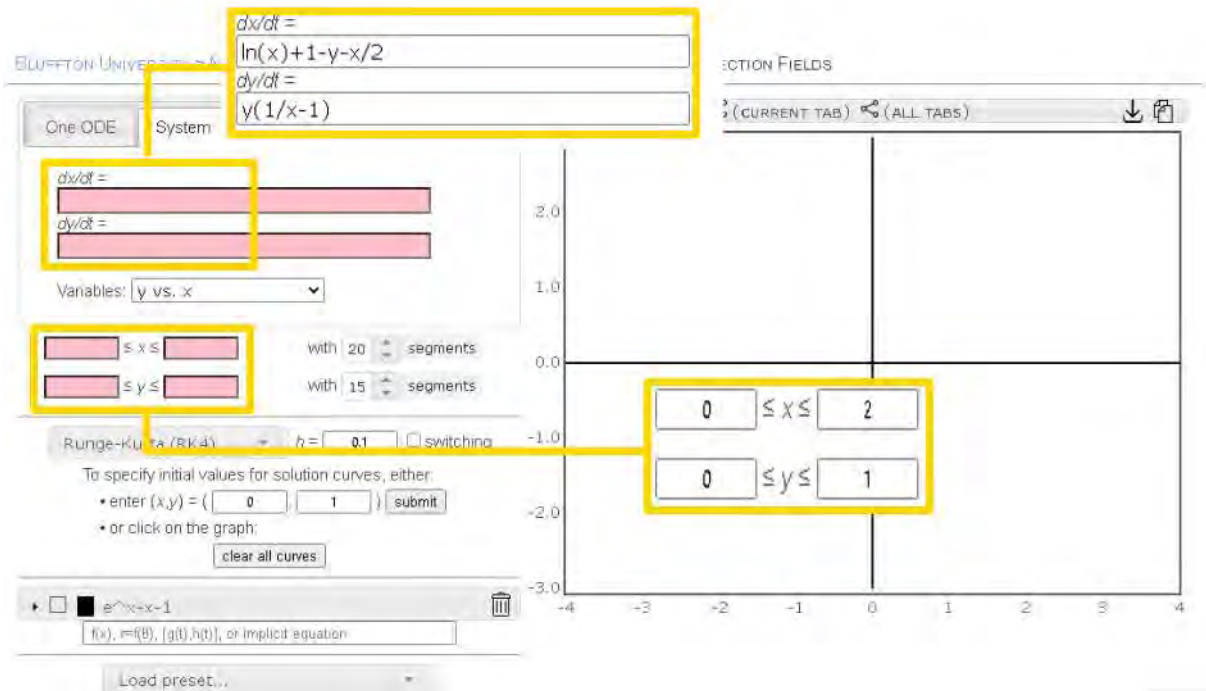 dx/dt =
ln(x)+1-y-x/2
dy/dt =
y(1/x-1)
BLUFFTON UNIVE
ECTION FIELDS
One ODE System
(CURRENT TAB) (ALL TABS)
dx/dt =
dy/dt =
Variables: y vs. x
≤ x ≤ with 20 segments
≤ y ≤ with 15 segments
Runge-Kutta (RK4) h = 0.1 switching
To specify initial values for solution curves, either:
• enter (x,y) = ( 0 , 1 ) submit
• or click on the graph:
clear all curves
e^x-x-1
f(x), r=f(θ), [g(t),h(t)], or implicit equation
Load preset...
2.0
1.0
0.0
-1.0
-2.0
-3.0
-4 -3 -2 -1 0 1 2 3 4
0 ≤ x ≤ 2
0 ≤ y ≤ 1